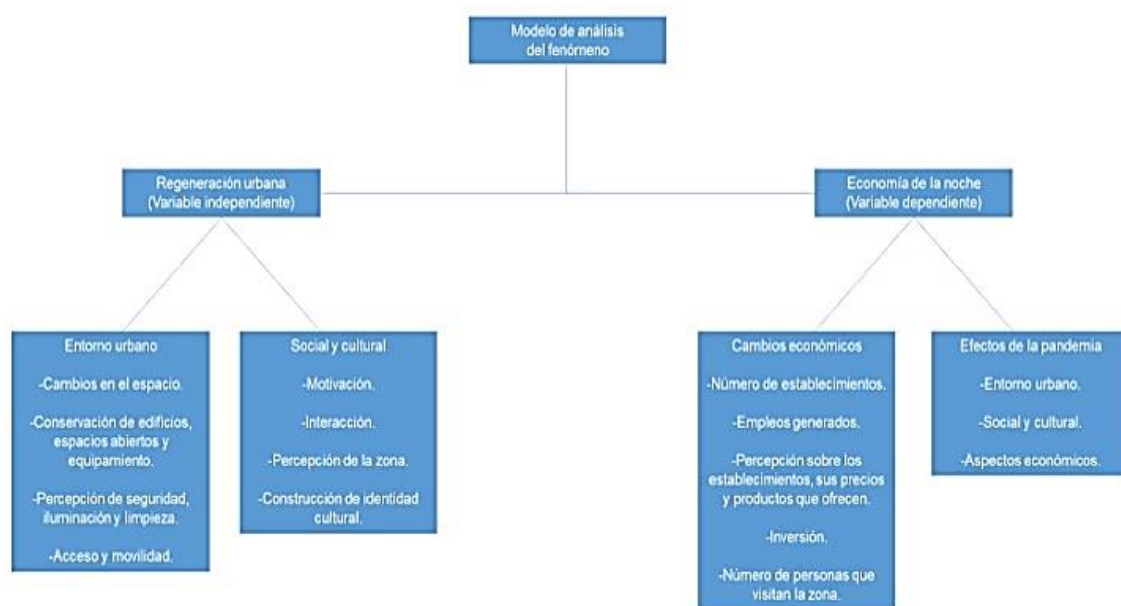 Modelo de análisis
del fenómeno
Regeneración urbana
(Variable independiente)
Economía de la noche
(Variable dependiente)
Entorno urbano
-Cambios en el espacio.
-Conservación de edificios,
espacios abiertos y
equipamiento.
-Percepción de seguridad,
iluminación y limpieza.
-Acceso y movilidad.
Social y cultural
-Motivación.
-Interacción.
-Percepción de la zona.
-Construcción de identidad
cultural.
Cambios económicos
-Número de establecimientos.
-Empleos generados.
-Percepción sobre los
establecimientos, sus precios
y productos que ofrecen.
-Inversión.
-Número de personas que
visitan la zona.
Efectos de la pandemia
-Entorno urbano.
-Social y cultural.
-Aspectos económicos.